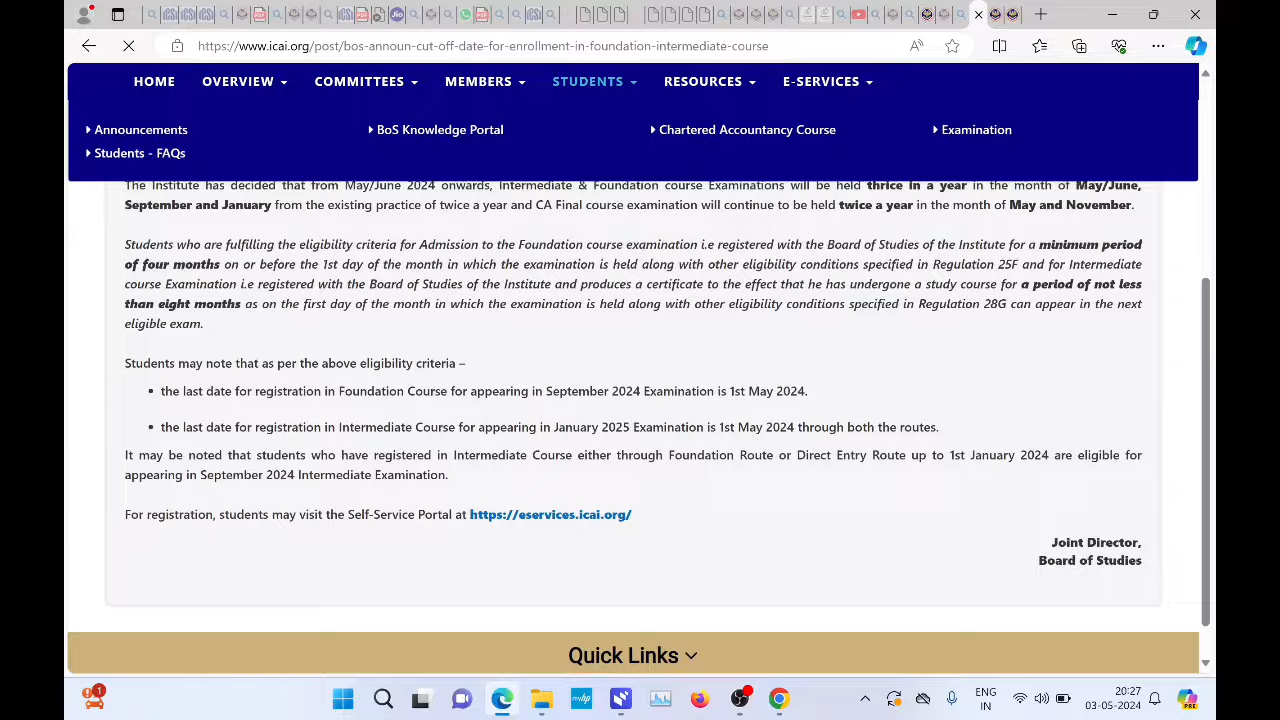 https://www.icai.org/post/bos-announ-cut-off-date-for-enrollment-in-foundation-intermediate-course
HOME OVERVIEW COMMITTEES MEMBERS STUDENTS RESOURCES E-SERVICES
Announcements BoS Knowledge Portal Chartered Accountancy Course Examination
Students - FAQs
The Institute has decided that from May/June 2024 onwards, Intermediate & Foundation course Examinations will be held thrice in a year in the month of May/June,
September and January from the existing practice of twice a year and CA Final course examination will continue to be held twice a year in the month of May and November.
Students who are fulfilling the eligibility criteria for Admission to the Foundation course examination i.e registered with the Board of Studies of the Institute for a minimum period
of four months on or before the 1st day of the month in which the examination is held along with other eligibility conditions specified in Regulation 25F and for Intermediate
course Examination i.e registered with the Board of Studies of the Institute and produces a certificate to the effect that he has undergone a study course for a period of not less
than eight months as on the first day of the month in which the examination is held along with other eligibility conditions specified in Regulation 28G can appear in the next
eligible exam.
Students may note that as per the above eligibility criteria –
• the last date for registration in Foundation Course for appearing in September 2024 Examination is 1st May 2024.
• the last date for registration in Intermediate Course for appearing in January 2025 Examination is 1st May 2024 through both the routes.
It may be noted that students who have registered in Intermediate Course either through Foundation Route or Direct Entry Route up to 1st January 2024 are eligible for
appearing in September 2024 Intermediate Examination.
For registration, students may visit the Self-Service Portal at https://eservices.icai.org/
Joint Director,
Board of Studies
Quick Links
1
ENG
IN
20:27
03-05-2024